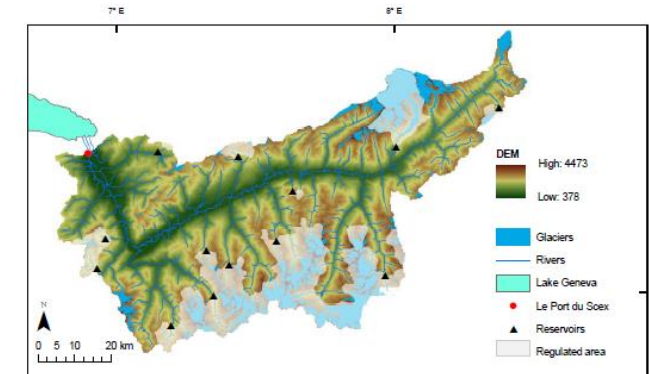 7° E
8° E
DEM
High: 4473
Low: 378
Glaciers
Rivers
Lake Geneva
Le Port du Scex
Reservoirs
Regulated area
N
0 5 10 20 km